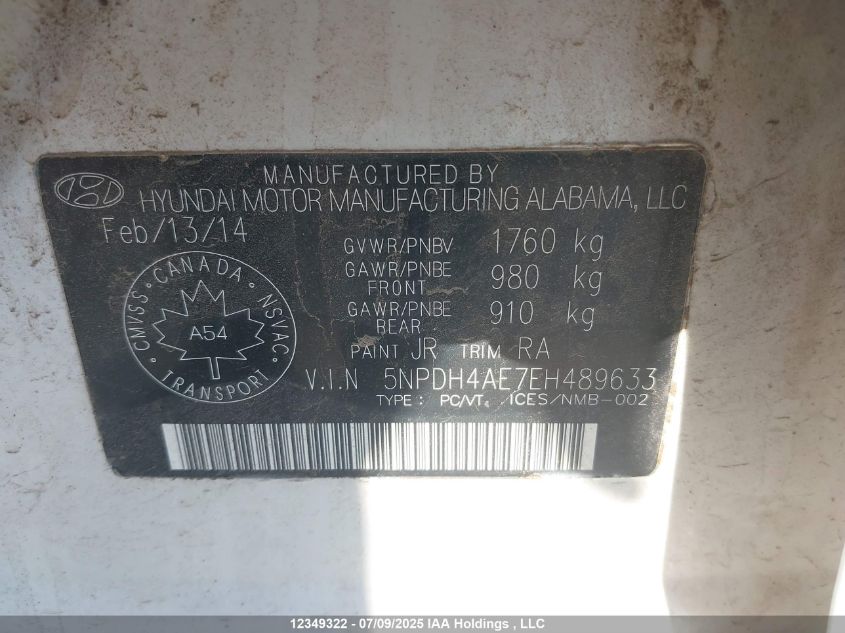 MANUFACTURED BY
HYUNDAI MOTOR MANUFACTURING ALABAMA, LLC
Feb/13/14
GVWR/PNBV 1760 kg
GAWR/PNBE FRONT 980 kg
GAWR/PNBE REAR 910 kg
PAINT JR TRIM RA
V.I.N 5NPDH4AE7EH489633
TYPE : PC/VT. ICES/NMB-002
CANADA
CMI/SS NSVAC
A54
TRANSPORT
12349322 - 07/09/2025 IAA Holdings , LLC